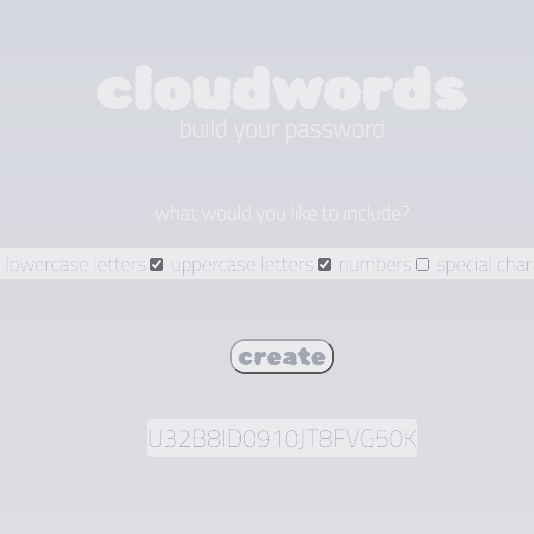 cloudwords
build your password
what would you like to include?
lowercase letters uppercase letters numbers special char
create
U32B8ID0910JT8FVG50K